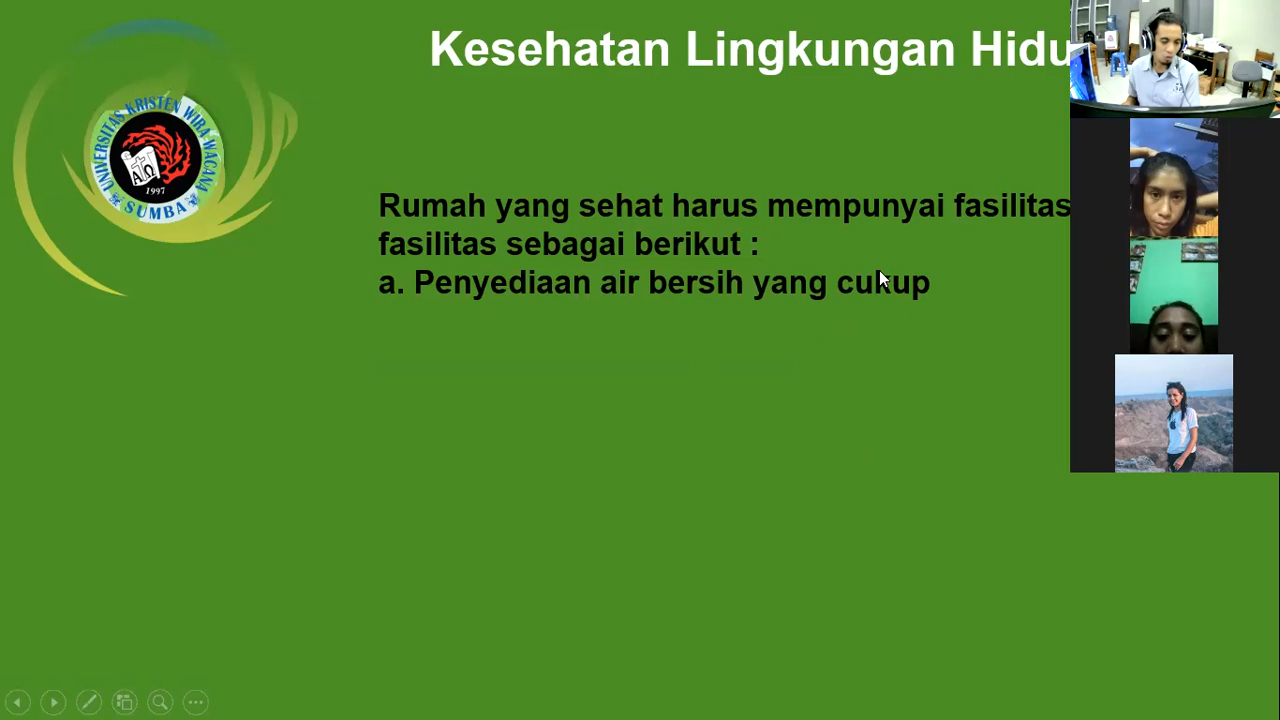 Kesehatan Lingkungan Hidu
UNIVERSITAS KRISTEN WIRA WACANA
AΩ
1997
SUMBA
Rumah yang sehat harus mempunyai fasilitas
fasilitas sebagai berikut :
a. Penyediaan air bersih yang cukup